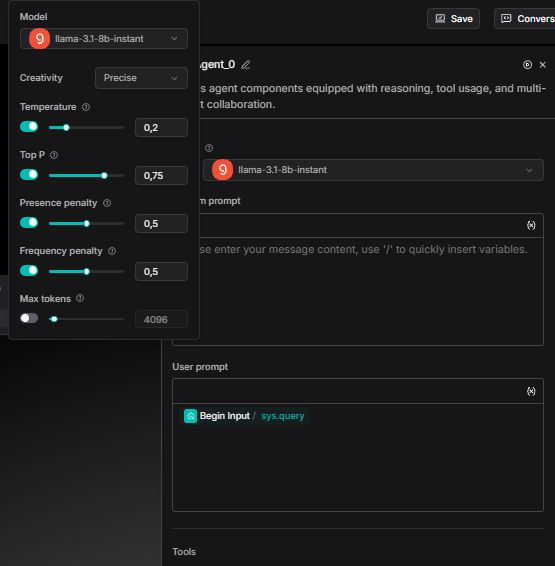 Model
llama-3.1-8b-instant
Creativity
Precise
Temperature
0,2
Top P
0,75
Presence penalty
0,5
Frequency penalty
0,5
Max tokens
4096
Save
Convers
Agent_0
s agent components equipped with reasoning, tool usage, and multi-
t collaboration.
llama-3.1-8b-instant
m prompt
se enter your message content, use '/' to quickly insert variables.
User prompt
Begin Input / sys.query
Tools